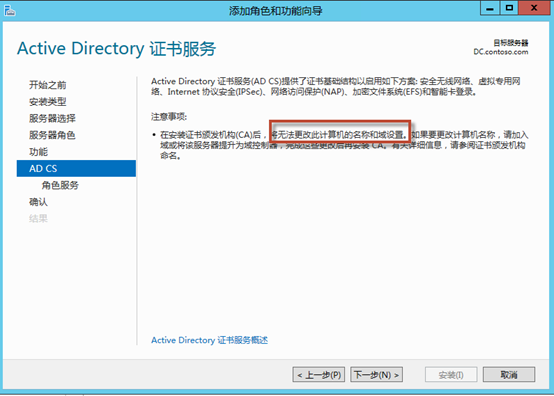 添加角色和功能向导
Active Directory 证书服务
目标服务器
DC.contoso.com
开始之前
安装类型
服务器选择
服务器角色
功能
AD CS
角色服务
确认
结果
Active Directory 证书服务(AD CS)提供了证书基础结构以启用如下方案: 安全无线网络、虚拟专用网
络、Internet 协议安全(IPSec)、网络访问保护(NAP)、加密文件系统(EFS)和智能卡登录。
注意事项:
• 在安装证书颁发机构(CA)后，将无法更改此计算机的名称和域设置。如果要更改计算机名称，请加入
域或将该服务器提升为域控制器，完成这些更改后再安装 CA。有关详细信息，请参阅证书颁发机构
命名。
Active Directory 证书服务概述
< 上一步(P)
下一步(N) >
安装(I)
取消